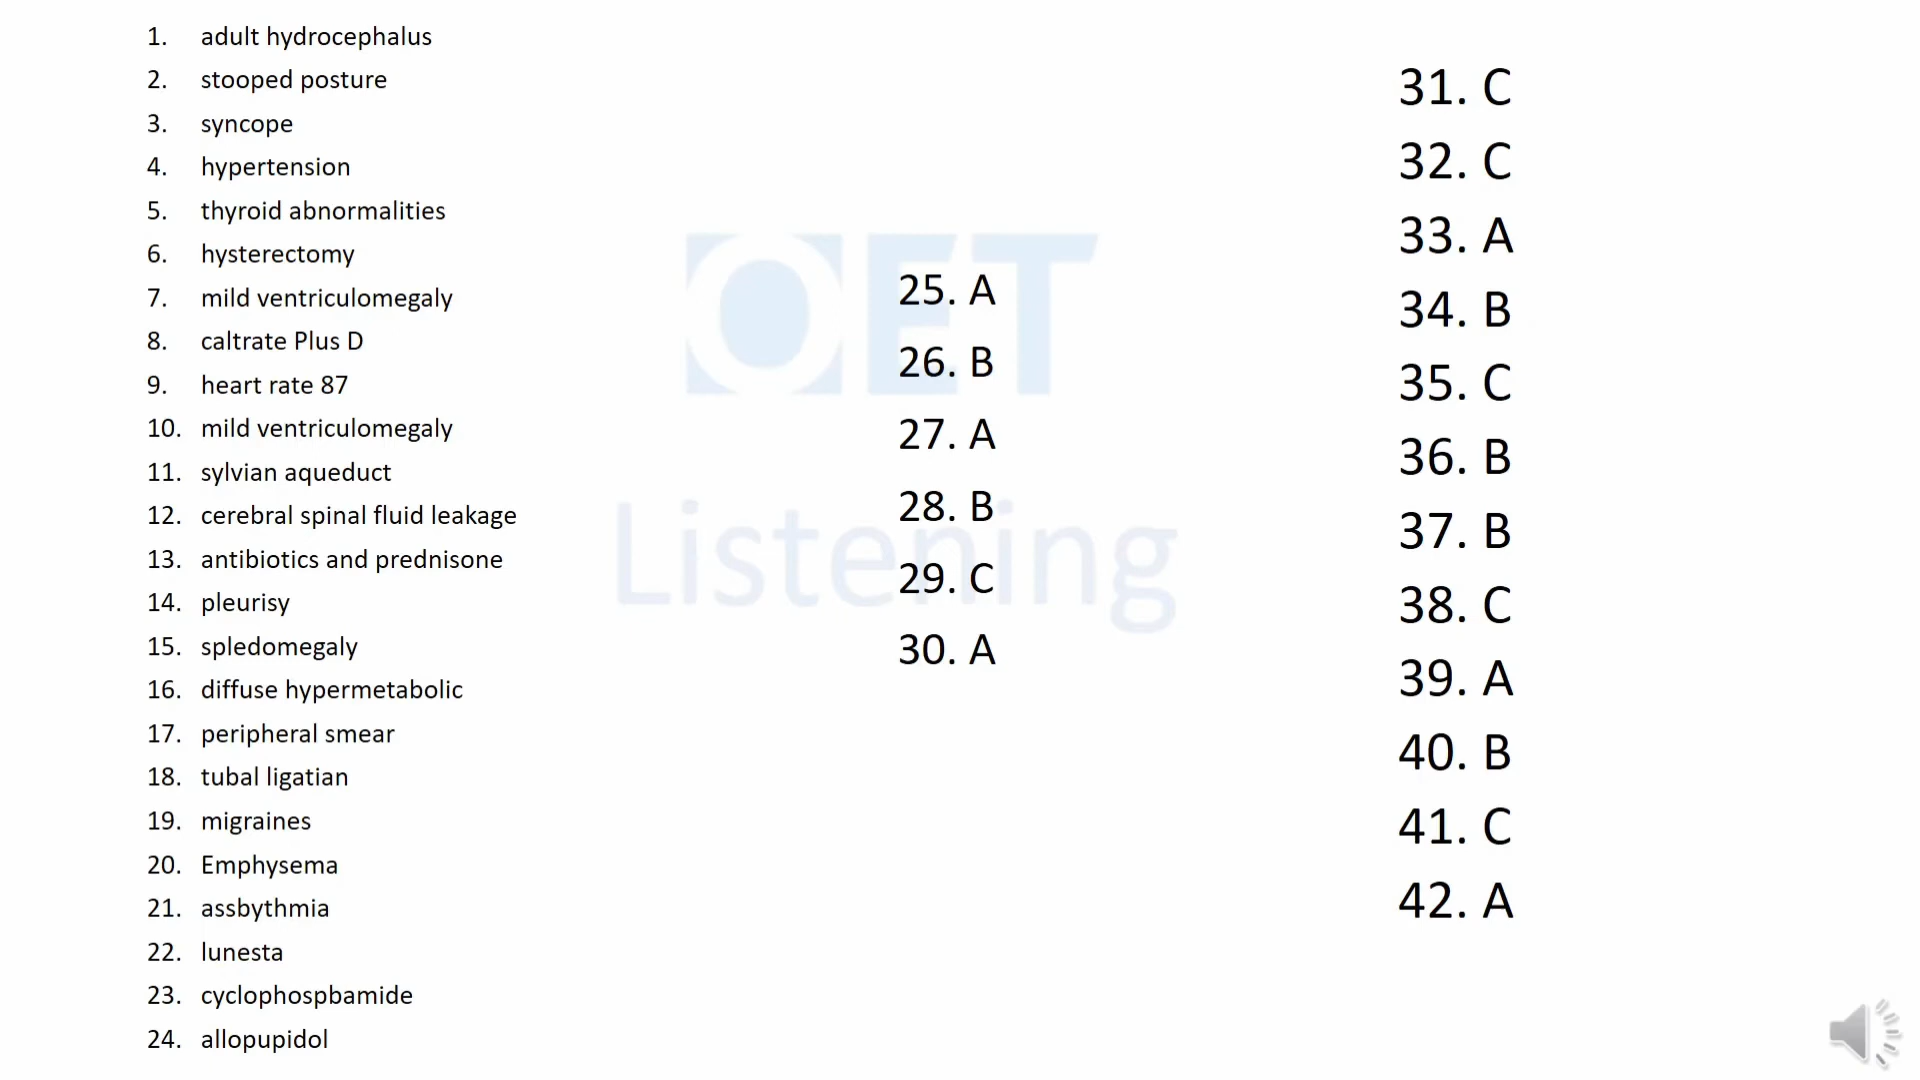 1. adult hydrocephalus
2. stooped posture
3. syncope
4. hypertension
5. thyroid abnormalities
6. hysterectomy
7. mild ventriculomegaly
8. caltrate Plus D
9. heart rate 87
10. mild ventriculomegaly
11. sylvian aqueduct
12. cerebral spinal fluid leakage
13. antibiotics and prednisone
14. pleurisy
15. spledomegaly
16. diffuse hypermetabolic
17. peripheral smear
18. tubal ligatian
19. migraines
20. Emphysema
21. assbythmia
22. lunesta
23. cyclophospbamide
24. allopupidol
OET
Listening
25. A
26. B
27. A
28. B
29. C
30. A
31. C
32. C
33. A
34. B
35. C
36. B
37. B
38. C
39. A
40. B
41. C
42. A